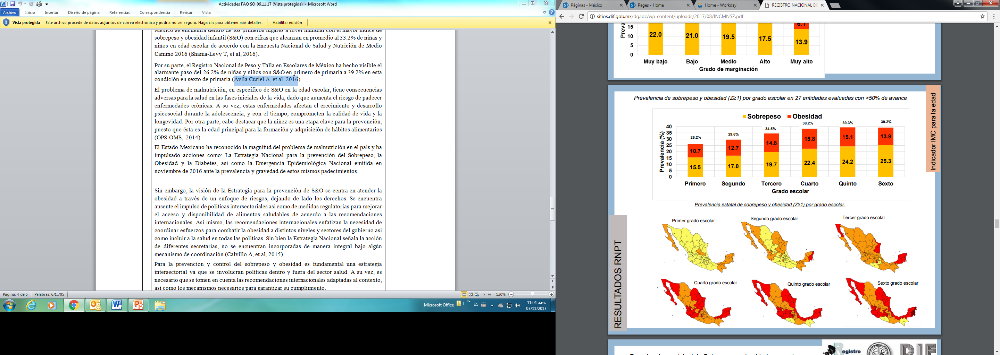 Actividades FAO SO_06.11.17 (Vista protegida) - Microsoft Word
Archivo Inicio Insertar Diseño de página Referencias Correspondencia Revisar Vista
Vista protegida Este archivo procede de datos adjuntos de correo electrónico y podría no ser seguro. Haga clic para obtener más detalles. Habilitar edición
México se encuentra dentro de los primeros lugares a nivel mundial con el mayor índice de
sobrepeso y obesidad infantil (S&O) con cifras que alcanzan en promedio al 33.2% de niñas y
niños en edad escolar de acuerdo con la Encuesta Nacional de Salud y Nutrición de Medio
Camino 2016 (Shama-Levy T, et al, 2016).
Por su parte, el Registro Nacional de Peso y Talla en Escolares de México ha hecho visible el
alarmante paso del 26.2% de niñas y niños con S&O en primero de primaria a 39.2% en esta
condición en sexto de primaria (Ávila Curiel A, et al, 2016).
El problema de malnutrición, en específico de S&O en la edad escolar, tiene consecuencias
adversas para la salud en las fases iniciales de la vida, dado que aumenta el riesgo de padecer
enfermedades crónicas. A su vez, estas enfermedades afectan el crecimiento y desarrollo
psicosocial durante la adolescencia, y con el tiempo, comprometen la calidad de vida y la
longevidad. Por otra parte, cabe destacar que la niñez es una etapa clave para la prevención,
puesto que ésta es la edad principal para la formación y adquisición de hábitos alimentarios
(OPS-OMS, 2014).
El Estado Mexicano ha reconocido la magnitud del problema de malnutrición en el país y ha
impulsado acciones como: La Estrategia Nacional para la prevención del Sobrepeso, la
Obesidad y la Diabetes, así como la Emergencia Epidemiológica Nacional emitida en
noviembre de 2016 ante la prevalencia y gravedad de estos mismos padecimientos.
Sin embargo, la visión de la Estrategia para la prevención de S&O se centra en atender la
obesidad a través de un enfoque de riesgos, dejando de lado los derechos. Se encuentra
ausente el impulso de políticas intersectoriales así como de medidas regulatorias para mejorar
el acceso y disponibilidad de alimentos saludables de acuerdo a las recomendaciones
internacionales. Así mismo, las recomendaciones internacionales enfatizan la necesidad de
coordinar esfuerzos para combatir la obesidad a distintos niveles y sectores del gobierno así
como incluir a la salud en todas las políticas. Sin bien la Estrategia Nacional señala la acción
de diferentes secretarías, no se encuentran incorporadas de manera integral bajo algún
mecanismo de coordinación (Calvillo A, et al, 2015).
Para la prevención y control del sobrepeso y obesidad es fundamental una estrategia
intersectorial ya que se involucran políticas dentro y fuera del sector salud. A su vez, es
necesario que se tomen en cuenta las recomendaciones internacionales adaptadas al contexto,
así como los mecanismos necesarios para garantizar su cumplimiento.
Página: 4 de 5 Palabras: 6/1,705 130%
Microsoft Office ES 11:04 a.m.
07/11/2017
Páginas - México Pages - Home Home - Workday REGISTRO NACIONAL DE
sitios.dif.gob.mx/dgadc/wp-content/uploads/2017/08/INCMNSZ.pdf
Preva
15
10
5
0
22.0 21.0 19.5 17.5 6.1 13.9
Muy bajo Bajo Medio Alto Muy alto
Grado de marginación
Prevalencia de sobrepeso y obesidad (Z≥1) por grado escolar en 27 entidades evaluadas con >50% de avance
Indicador IMC para la edad
Sobrepeso Obesidad
Prevalencia (%)
40
35
30
25
20
15
10
5
0
26.2% 29.6% 34.5% 38.2% 39.3% 39.2%
10.7 12.7 14.8 15.8 15.1 13.9
15.5 17.0 19.7 22.4 24.2 25.3
Primero Segundo Tercero Cuarto Quinto Sexto
Grado escolar
Prevalencia estatal de sobrepeso y obesidad (Z≥1) por grado escolar.
RESULTADOS RNPT
Primer grado escolar Segundo grado escolar Tercer grado escolar
Cuarto grado escolar Quinto grado escolar Sexto grado escolar
Registro DIF